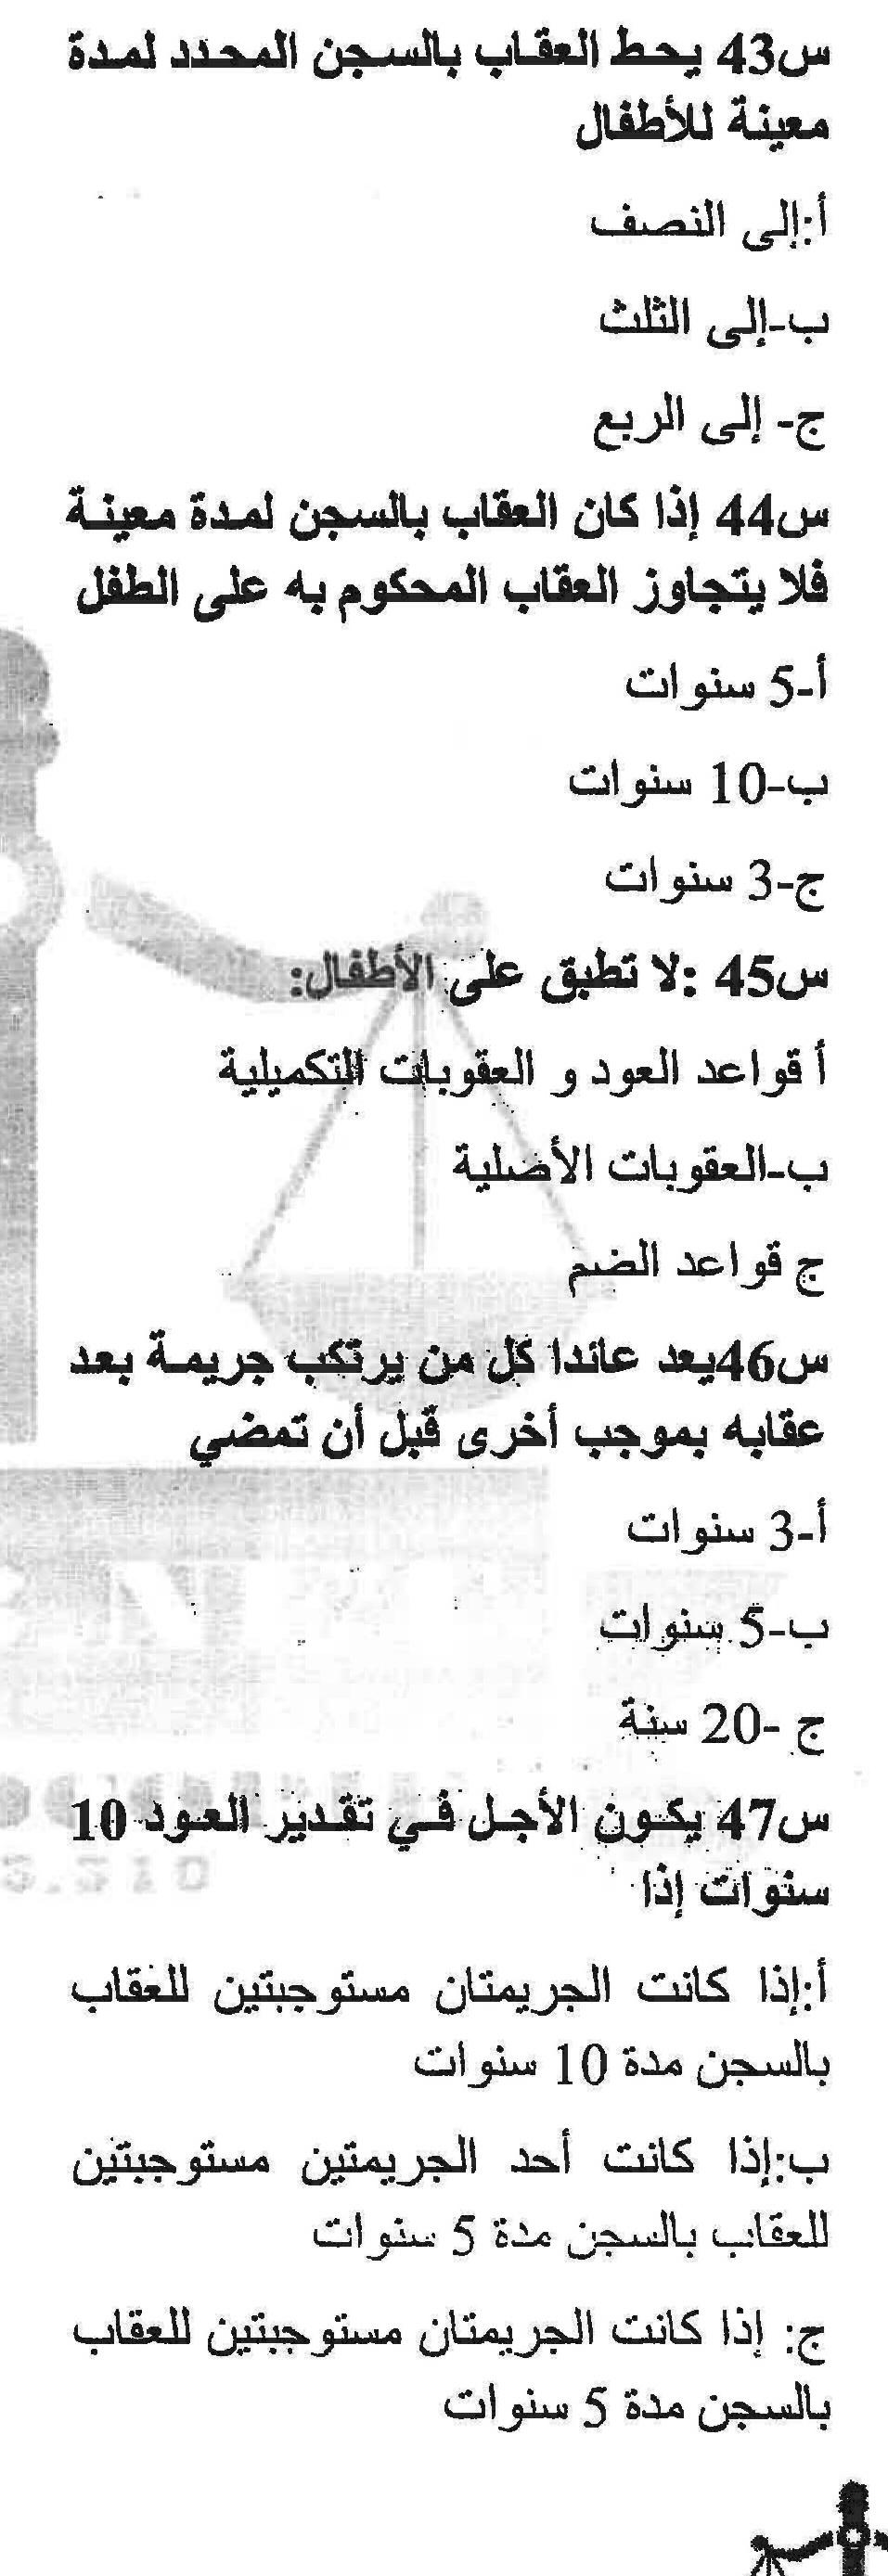 س43 يحط العقاب بالسجن المحدد لمدة
معينة للأطفال
أ:إلى النصف
ب-إلى الثلث
ج- إلى الربع
س44 إذا كان العقاب بالسجن لمدة معينة
فلا يتجاوز العقاب المحكوم به على الطفل
أ-5 سنوات
ب-10 سنوات
ج-3 سنوات
س45 :لا تطبق على الأطفال:
أ قواعد العود و العقوبات التكميلية
ب-العقوبات الأصلية
ج قواعد الضم
س46يعد عائدا كل من يرتكب جريمة بعد
عقابه بموجب أخرى قبل أن تمضي
أ-3 سنوات
ب-5 سنوات
ج -20 سنة
س47 يكون الأجل في تقدير العود 10
سنوات إذا
أ:إذا كانت الجريمتان مستوجبتين للعقاب
بالسجن مدة 10 سنوات
ب:إذا كانت أحد الجريمتين مستوجبتين
للعقاب بالسجن مدة 5 سنوات
ج: إذا كانت الجريمتان مستوجبتين للعقاب
بالسجن مدة 5 سنوات